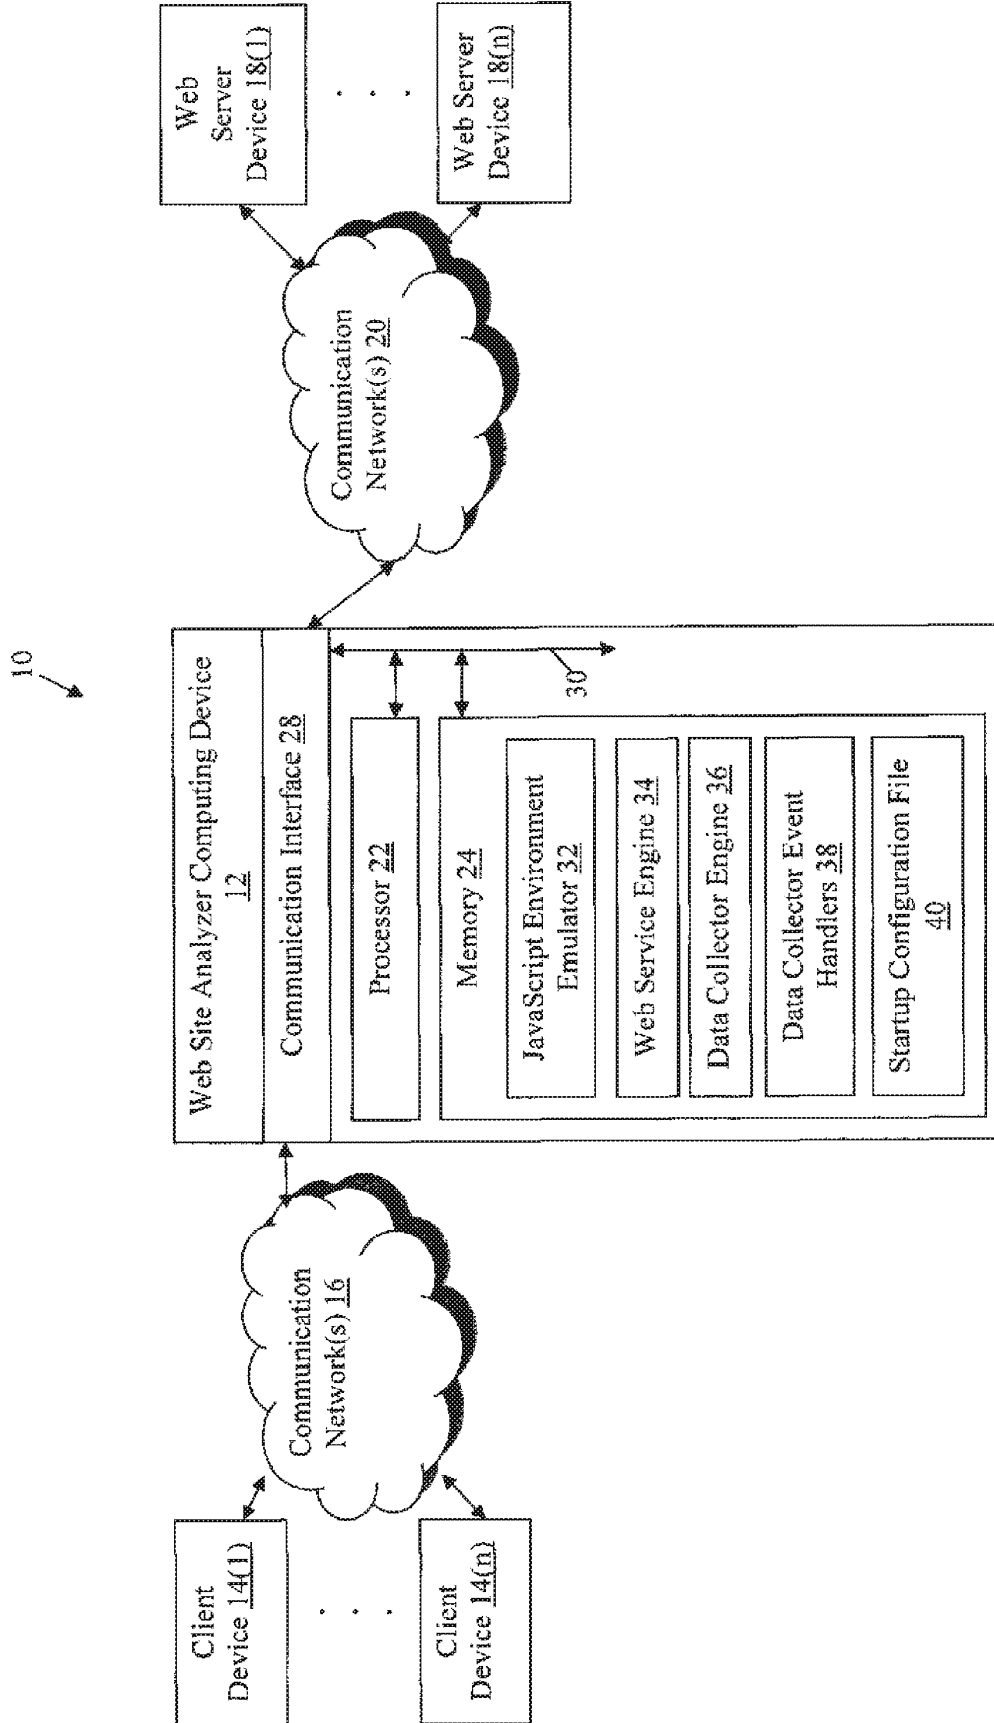 10
Client
Device 14(1)
. . .
Client
Device 14(n)
Communication
Network(s) 16
Web Site Analyzer Computing Device
12
Communication Interface 28
Processor 22
Memory 24
JavaScript Environment
Emulator 32
Web Service Engine 34
Data Collector Engine 36
Data Collector Event
Handlers 38
Startup Configuration File
40
30
Communication
Network(s) 20
Web
Server
Device 18(1)
. . .
Web Server
Device 18(n)